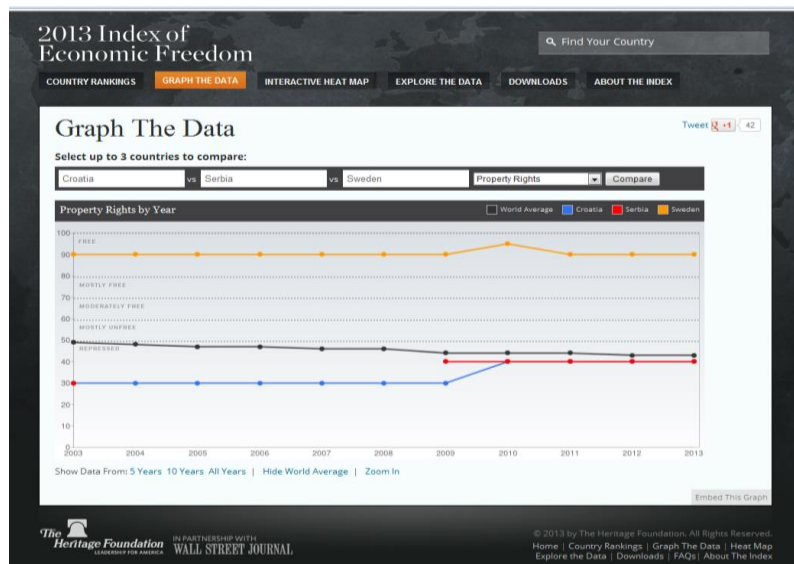 2013 Index of
Economic Freedom
Find Your Country
COUNTRY RANKINGS GRAPH THE DATA INTERACTIVE HEAT MAP EXPLORE THE DATA DOWNLOADS ABOUT THE INDEX
Graph The Data
Tweet +1 42
Select up to 3 countries to compare:
Croatia vs Serbia vs Sweden Property Rights Compare
Property Rights by Year World Average Croatia Serbia Sweden
100
FREE
90
80
MOSTLY FREE
70
MODERATELY FREE
60
MOSTLY UNFREE
50
REPRESSED
40
30
20
10
0
2003 2004 2005 2006 2007 2008 2009 2010 2011 2012 2013
Show Data From: 5 Years 10 Years All Years | Hide World Average | Zoom In
Embed This Graph
The Heritage Foundation
LEADERSHIP FOR AMERICA
IN PARTNERSHIP WITH
WALL STREET JOURNAL
© 2013 by The Heritage Foundation. All Rights Reserved.
Home | Country Rankings | Graph The Data | Heat Map
Explore the Data | Downloads | FAQs | About The Index